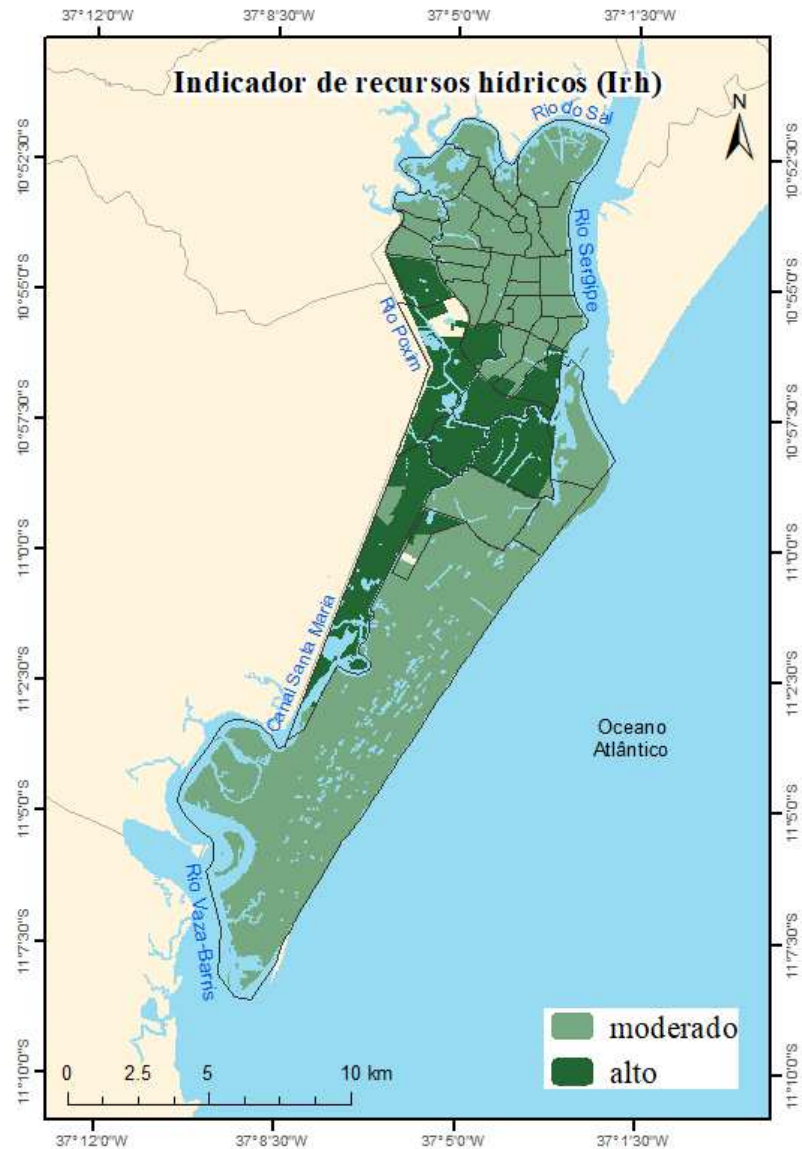 37°12'0"W 37°8'30"W 37°5'0"W 37°1'30"W
Indicador de recursos hídricos (Irh)
Rio do Sal
N
10°52'30"S 10°52'30"S
Rio Sergipe
10°55'0"S 10°55'0"S
Rio Poxim
10°57'30"S 10°57'30"S
11°0'0"S 11°0'0"S
Canal Santa Maria
11°2'30"S 11°2'30"S
Oceano
Atlântico
11°5'0"S 11°5'0"S
Rio Vaza-Barris
11°7'30"S 11°7'30"S
moderado
alto
0 2.5 5 10 km
11°10'0"S 11°10'0"S
37°12'0"W 37°8'30"W 37°5'0"W 37°1'30"W